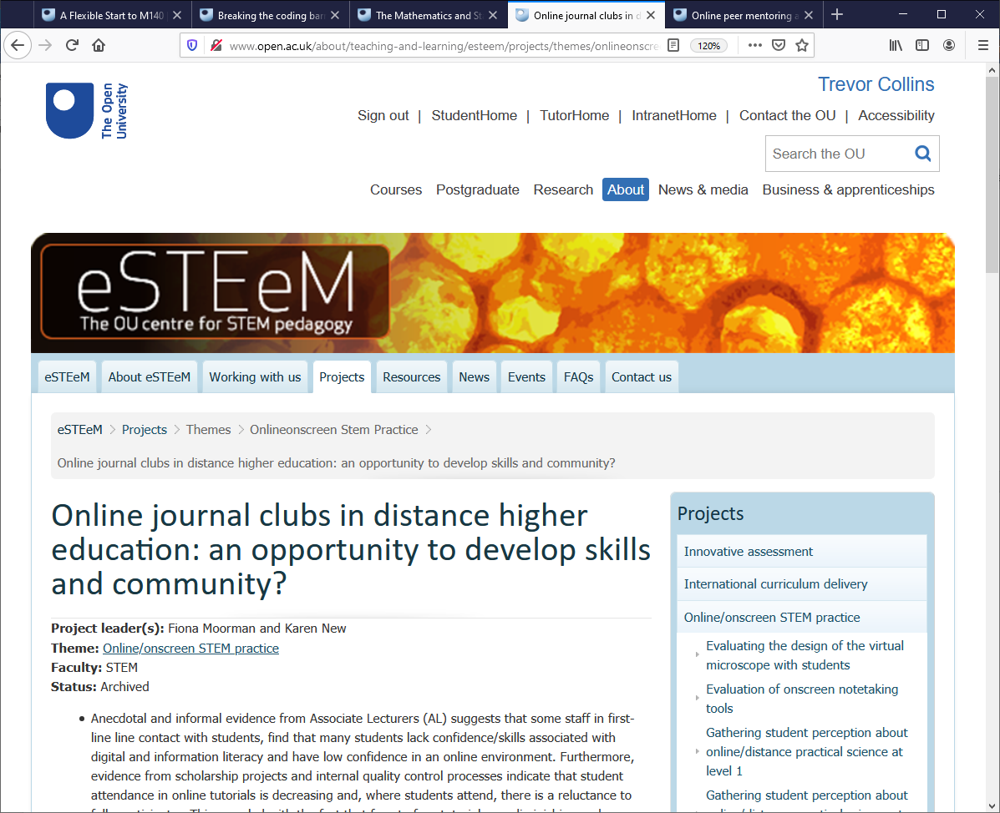 A Flexible Start to M140
Breaking the coding bar
The Mathematics and St
Online journal clubs in d
Online peer mentoring a
www.open.ac.uk/about/teaching-and-learning/esteem/projects/themes/onlineonscre
120%
The Open
University
Trevor Collins
Sign out | StudentHome | TutorHome | IntranetHome | Contact the OU | Accessibility
Search the OU
Courses Postgraduate Research About News & media Business & apprenticeships
eSTEeM
The OU centre for STEM pedagogy
eSTEeM About eSTEeM Working with us Projects Resources News Events FAQs Contact us
eSTEeM > Projects > Themes > Onlineonscreen Stem Practice >
Online journal clubs in distance higher education: an opportunity to develop skills and community?
Online journal clubs in distance higher
education: an opportunity to develop skills
and community?
Project leader(s): Fiona Moorman and Karen New
Theme: Online/onscreen STEM practice
Faculty: STEM
Status: Archived
• Anecdotal and informal evidence from Associate Lecturers (AL) suggests that some staff in first-
line line contact with students, find that many students lack confidence/skills associated with
digital and information literacy and have low confidence in an online environment. Furthermore,
evidence from scholarship projects and internal quality control processes indicate that student
attendance in online tutorials is decreasing and, where students attend, there is a reluctance to
Projects
Innovative assessment
International curriculum delivery
Online/onscreen STEM practice
Evaluating the design of the virtual
microscope with students
Evaluation of onscreen notetaking
tools
Gathering student perception about
online/distance practical science at
level 1
Gathering student perception about